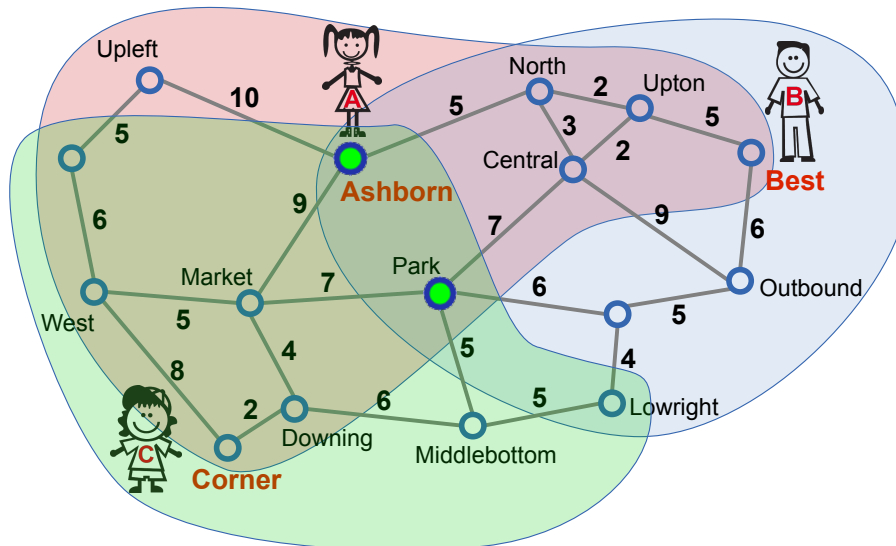 Upleft
10
A
North
2
Upton
B
5
5
5
3
Central
2
Best
Ashborn
6
9
7
9
6
Market
Park
7
6
Outbound
West
5
5
8
4
5
4
C
2
6
5
Lowright
Downing
Middlebottom
Corner